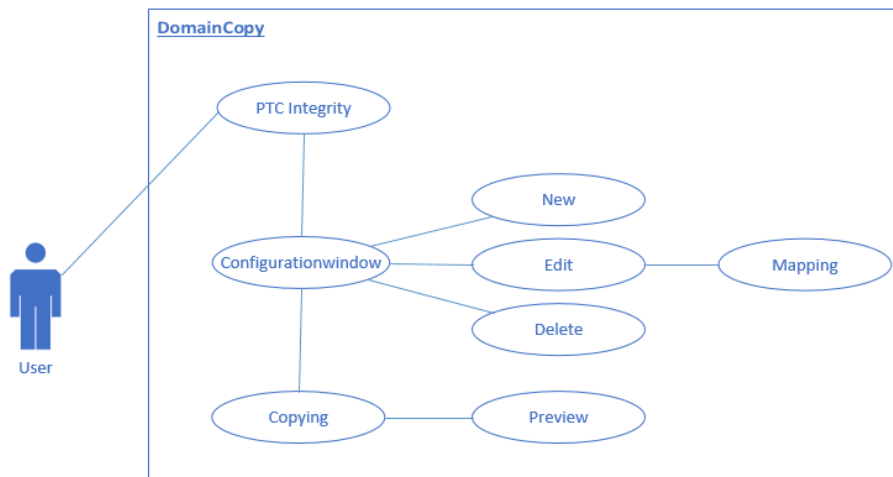 DomainCopy
PTC Integrity
New
Configurationwindow
Edit
Mapping
Delete
User
Copying
Preview